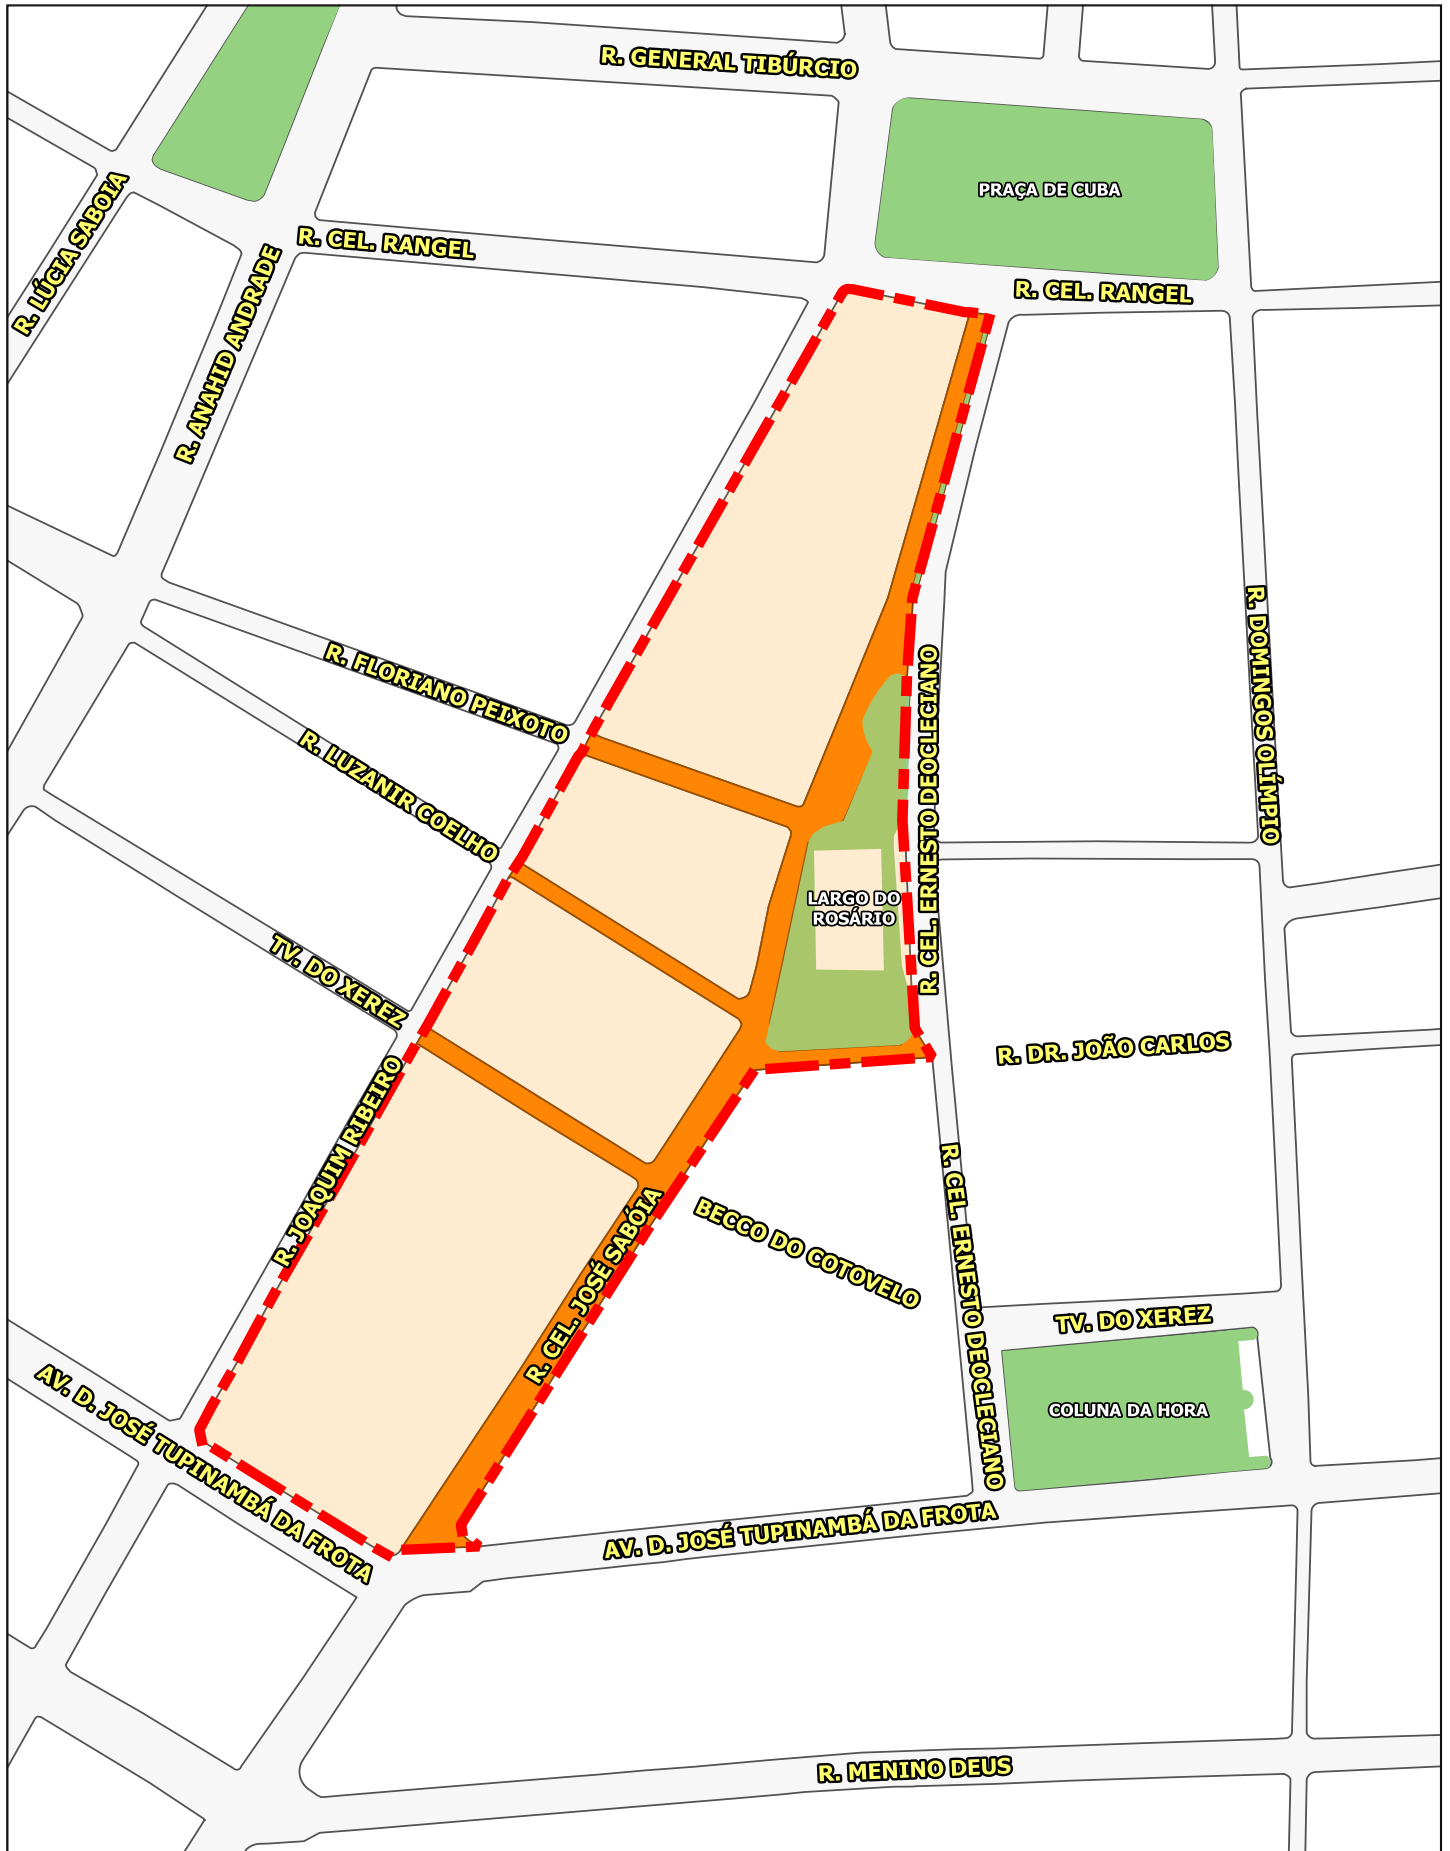 R. GENERAL TIBÚRCIO
PRAÇA DE CUBA
R. LÚCIA SABOIA
R. CEL. RANGEL
R. CEL. RANGEL
R. ANAHID ANDRADE
R. FLORIANO PEIXOTO
R. DOMINGOS OLÍMPIO
R. LUZANIR COELHO
R. CEL. ERNESTO DEOCLECIANO
LARGO DO
ROSÁRIO
TV. DO XEREZ
R. DR. JOÃO CARLOS
R. JOAQUIM RIBEIRO
R. CEL. JOSÉ SABÓIA
BECCO DO COTOVELO
R. CEL. ERNESTO DEOCLECIANO
TV. DO XEREZ
COLUNA DA HORA
AV. D. JOSÉ TUPINAMBÁ DA FROTA
AV. D. JOSÉ TUPINAMBÁ DA FROTA
R. MENINO DEUS